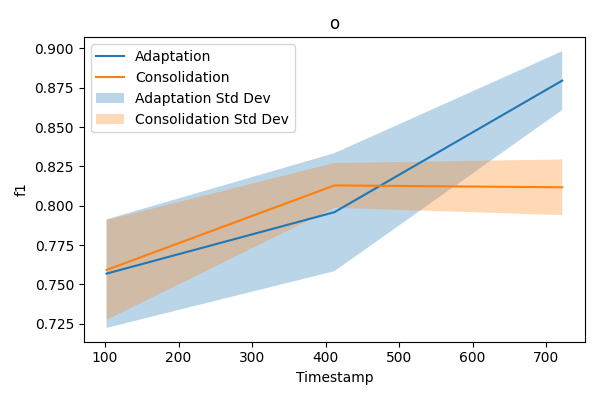 o
Adaptation
Consolidation
Adaptation Std Dev
Consolidation Std Dev
f1
0.900
0.875
0.850
0.825
0.800
0.775
0.750
0.725
100 200 300 400 500 600 700
Timestamp